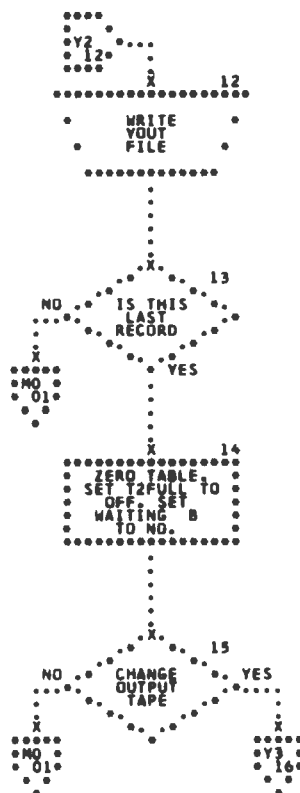 Y2
12
X 12
WRITE
YOUT
FILE
X 13
NO IS THIS
LAST
RECORD
X YES
MO
01
X 14
ZERO TABLE,
SET T2FULL TO
OFF. SET
WAITING B
TO NO.
X 15
NO CHANGE YES
OUTPUT
TAPE
X X
MO Y3
01 16